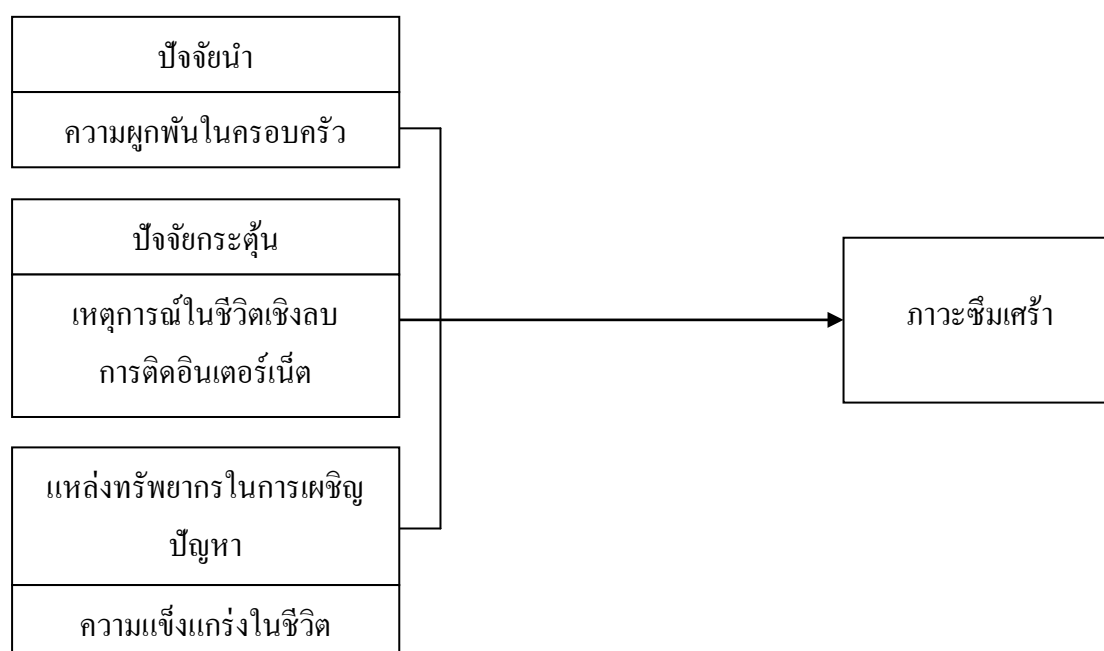 ปัจจัยนำ
ความผูกพันในครอบครัว
ปัจจัยกระตุ้น
เหตุการณ์ในชีวิตเชิงลบ
การติดอินเตอร์เน็ต
แหล่งทรัพยากรในการเผชิญ
ปัญหา
ความแข็งแกร่งในชีวิต
ภาวะซึมเศร้า